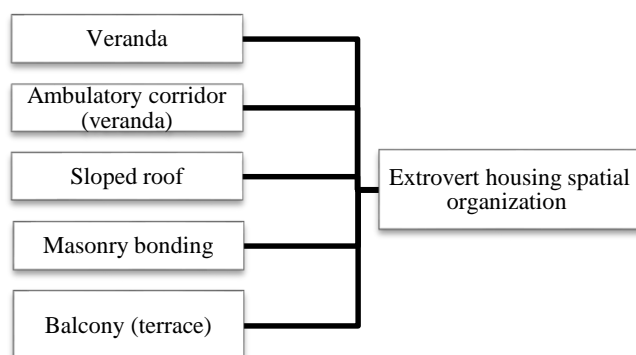 Veranda
Ambulatory corridor
(veranda)
Sloped roof
Masonry bonding
Balcony (terrace)
Extrovert housing spatial
organization